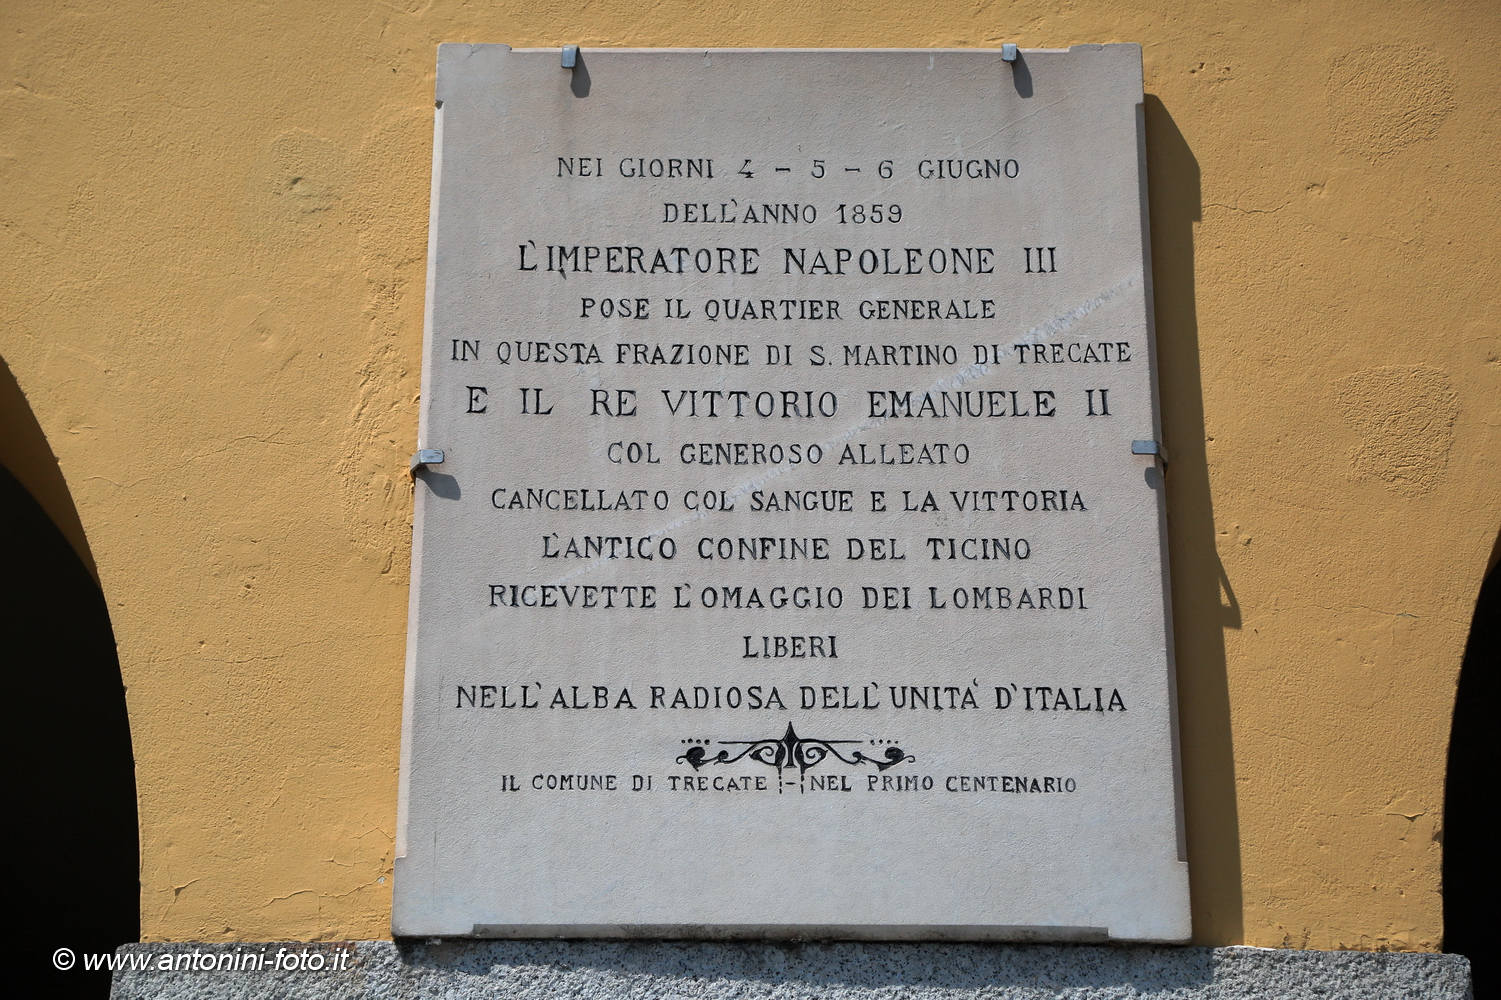 NEI GIORNI 4 - 5 - 6 GIUGNO
DELL'ANNO 1859
L'IMPERATORE NAPOLEONE III
POSE IL QUARTIER GENERALE
IN QUESTA FRAZIONE DI S. MARTINO DI TRECATE
E IL RE VITTORIO EMANUELE II
COL GENEROSO ALLEATO
CANCELLATO COL SANGUE E LA VITTORIA
L'ANTICO CONFINE DEL TICINO
RICEVETTE L'OMAGGIO DEI LOMBARDI
LIBERI
NELL'ALBA RADIOSA DELL'UNITA' D'ITALIA
IL COMUNE DI TRECATE - NEL PRIMO CENTENARIO
© www.antonini-foto.it